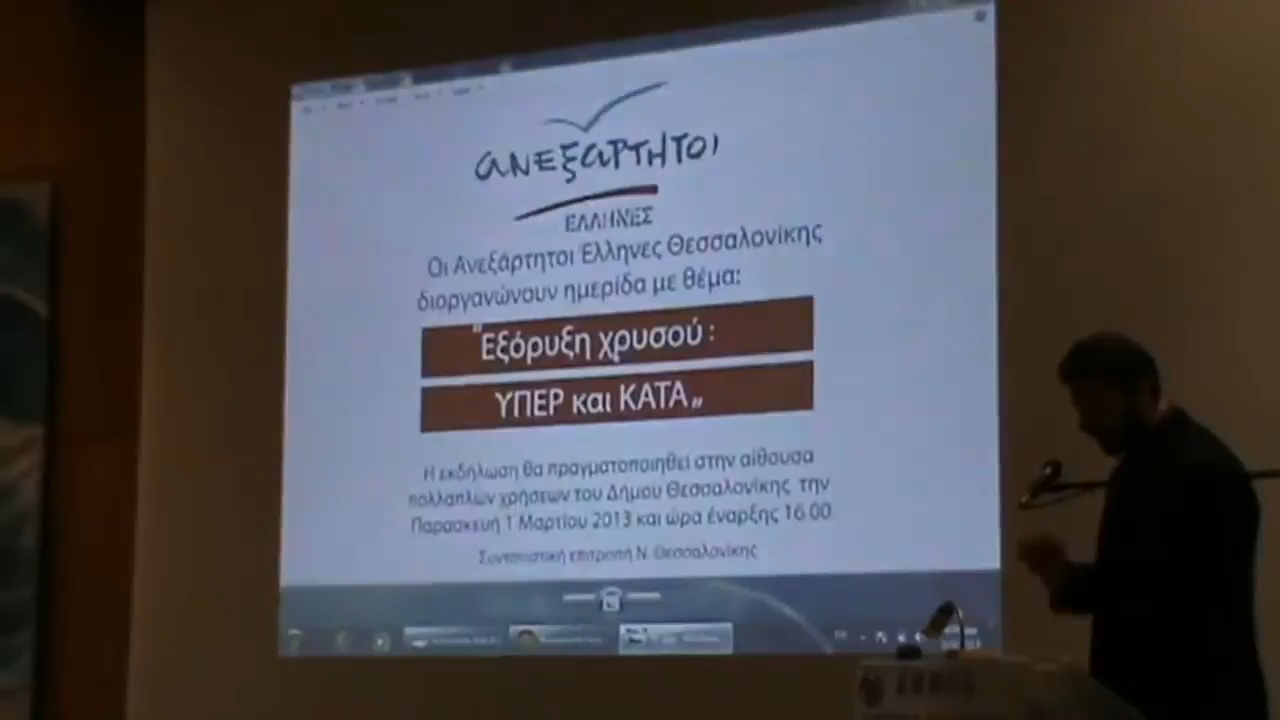 ανεξαρτητοι
ΕΛΛΗΝΕΣ
Οι Ανεξάρτητοι Έλληνες Θεσσαλονίκης
διοργανώνουν ημερίδα με θέμα:
"Εξόρυξη χρυσού :
ΥΠΕΡ και ΚΑΤΑ„
Η εκδήλωση θα πραγματοποιηθεί στην αίθουσα
πολλαπλών χρήσεων του Δήμου Θεσσαλονίκης την
Παρασκευή 1 Μαρτίου 2013 και ώρα έναρξης 16.00
Συντονιστική επιτροπή Ν. Θεσσαλονίκης